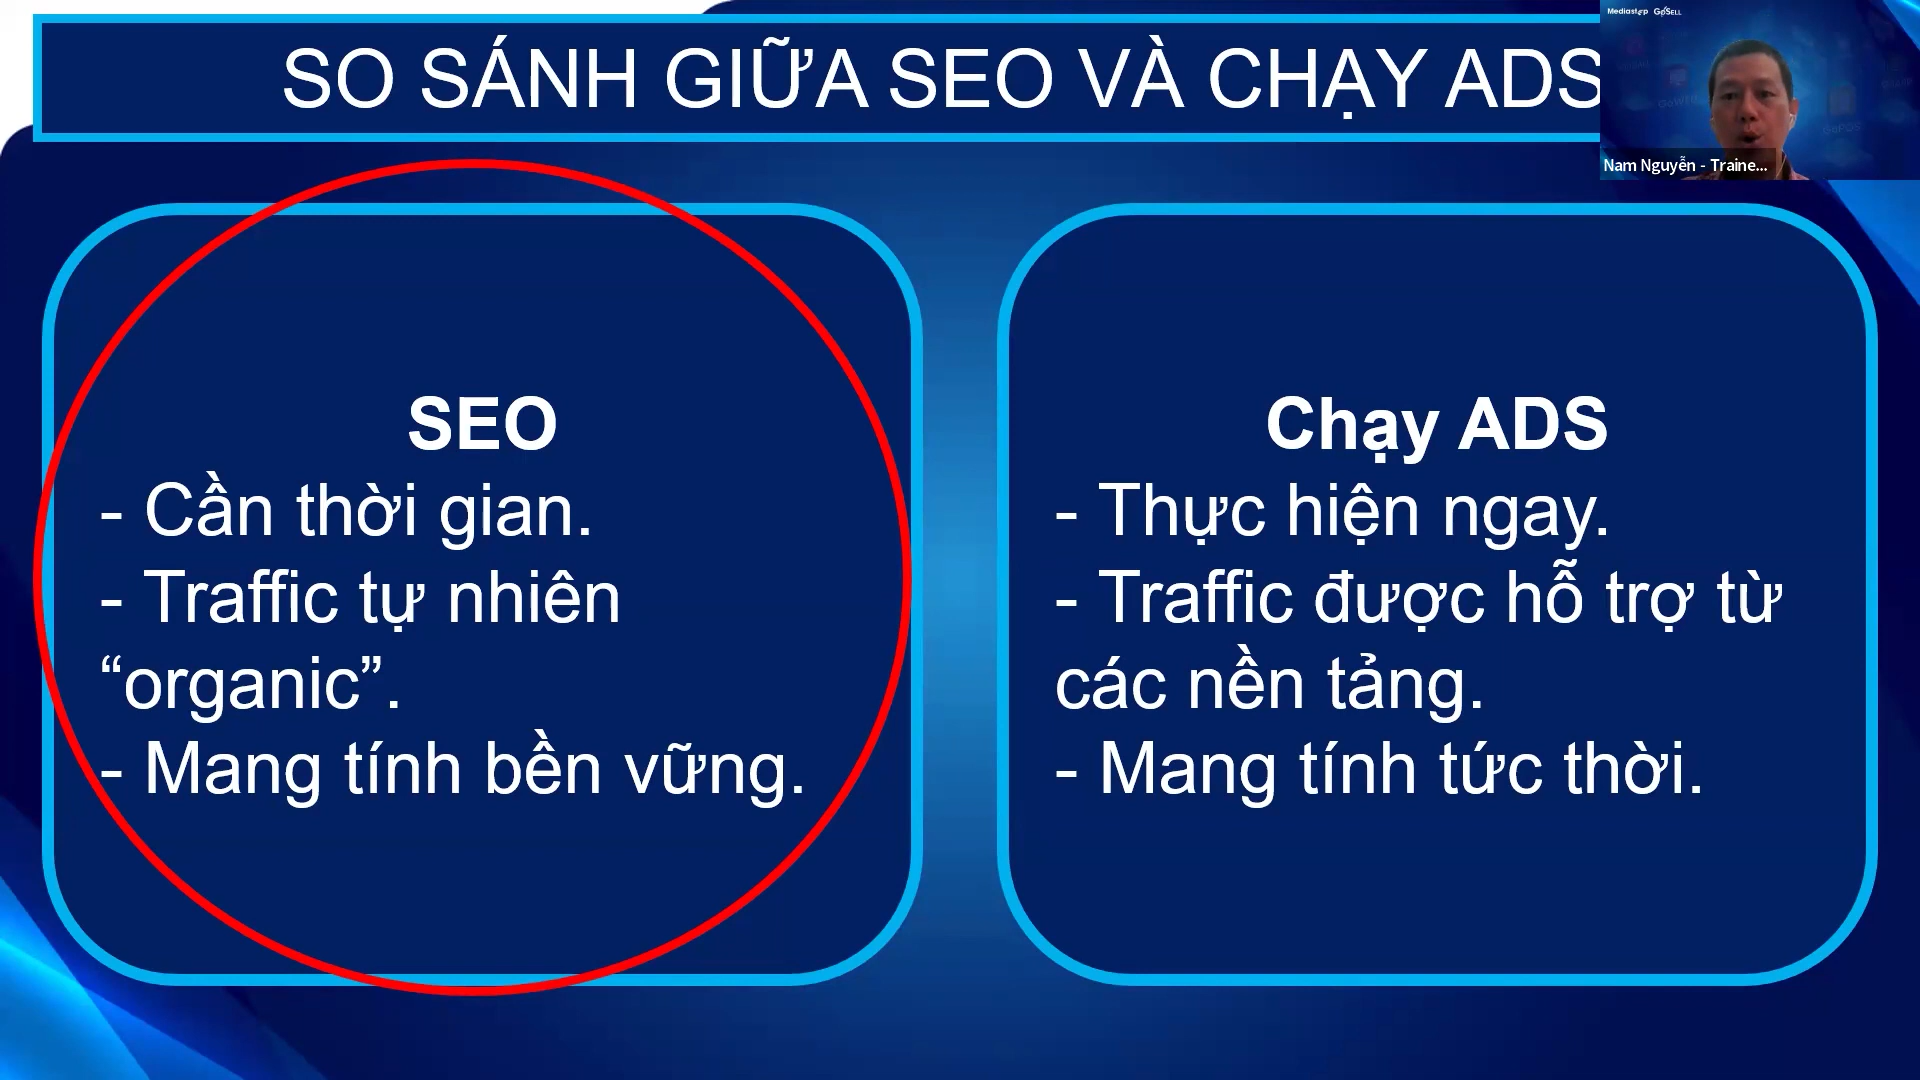 SO SÁNH GIỮA SEO VÀ CHẠY ADS
Mediastep GoSELL
Nam Nguyễn - Traine...
SEO
- Cần thời gian.
- Traffic tự nhiên
“organic”.
- Mang tính bền vững.
Chạy ADS
- Thực hiện ngay.
- Traffic được hỗ trợ từ
các nền tảng.
- Mang tính tức thời.